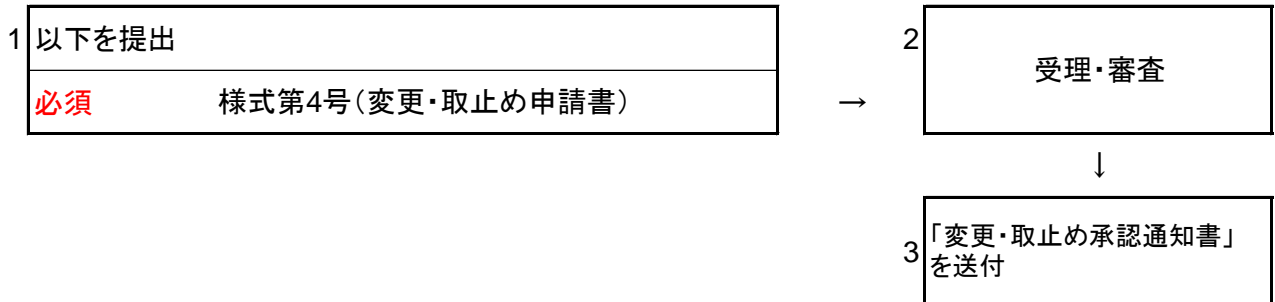 1 以下を提出
必須 様式第4号（変更・取止め申請書）
→
2 受理・審査
↓
3 「変更・取止め承認通知書」
を送付